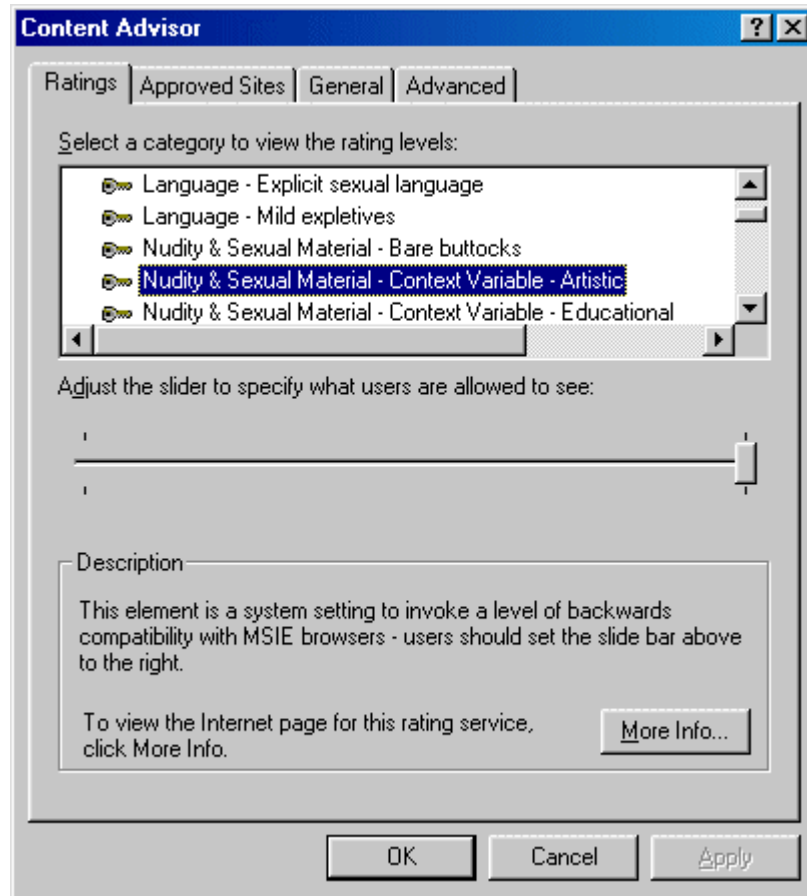 Content Advisor
Ratings Approved Sites General Advanced
Select a category to view the rating levels:
Language - Explicit sexual language
Language - Mild expletives
Nudity & Sexual Material - Bare buttocks
Nudity & Sexual Material - Context Variable - Artistic
Nudity & Sexual Material - Context Variable - Educational
Adjust the slider to specify what users are allowed to see:
Description
This element is a system setting to invoke a level of backwards
compatibility with MSIE browsers - users should set the slide bar above
to the right.
To view the Internet page for this rating service,
click More Info.
More Info...
OK Cancel Apply